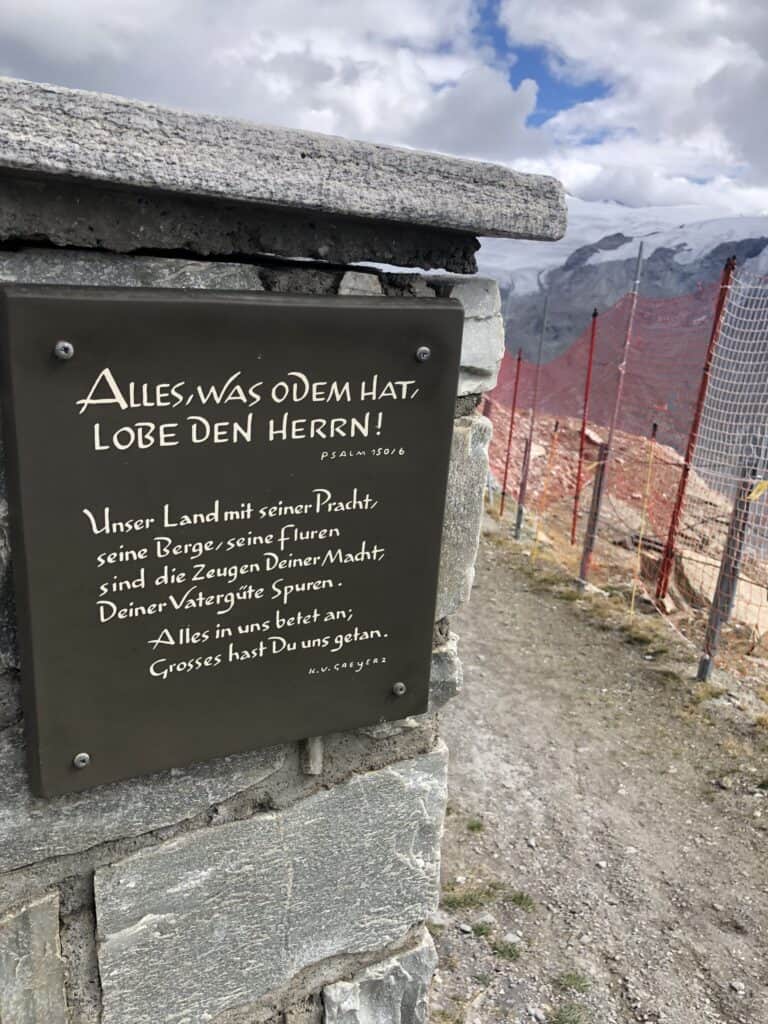 ALLES, WAS ODEM HAT,
LOBE DEN HERRN!
PSALM 150/6
Unser Land mit seiner Pracht,
seine Berge, seine Fluren
sind die Zeugen Deiner Macht,
Deiner Vatergüte Spuren.
Alles in uns betet an;
Grosses hast Du uns getan.
H.V. GREYERZ